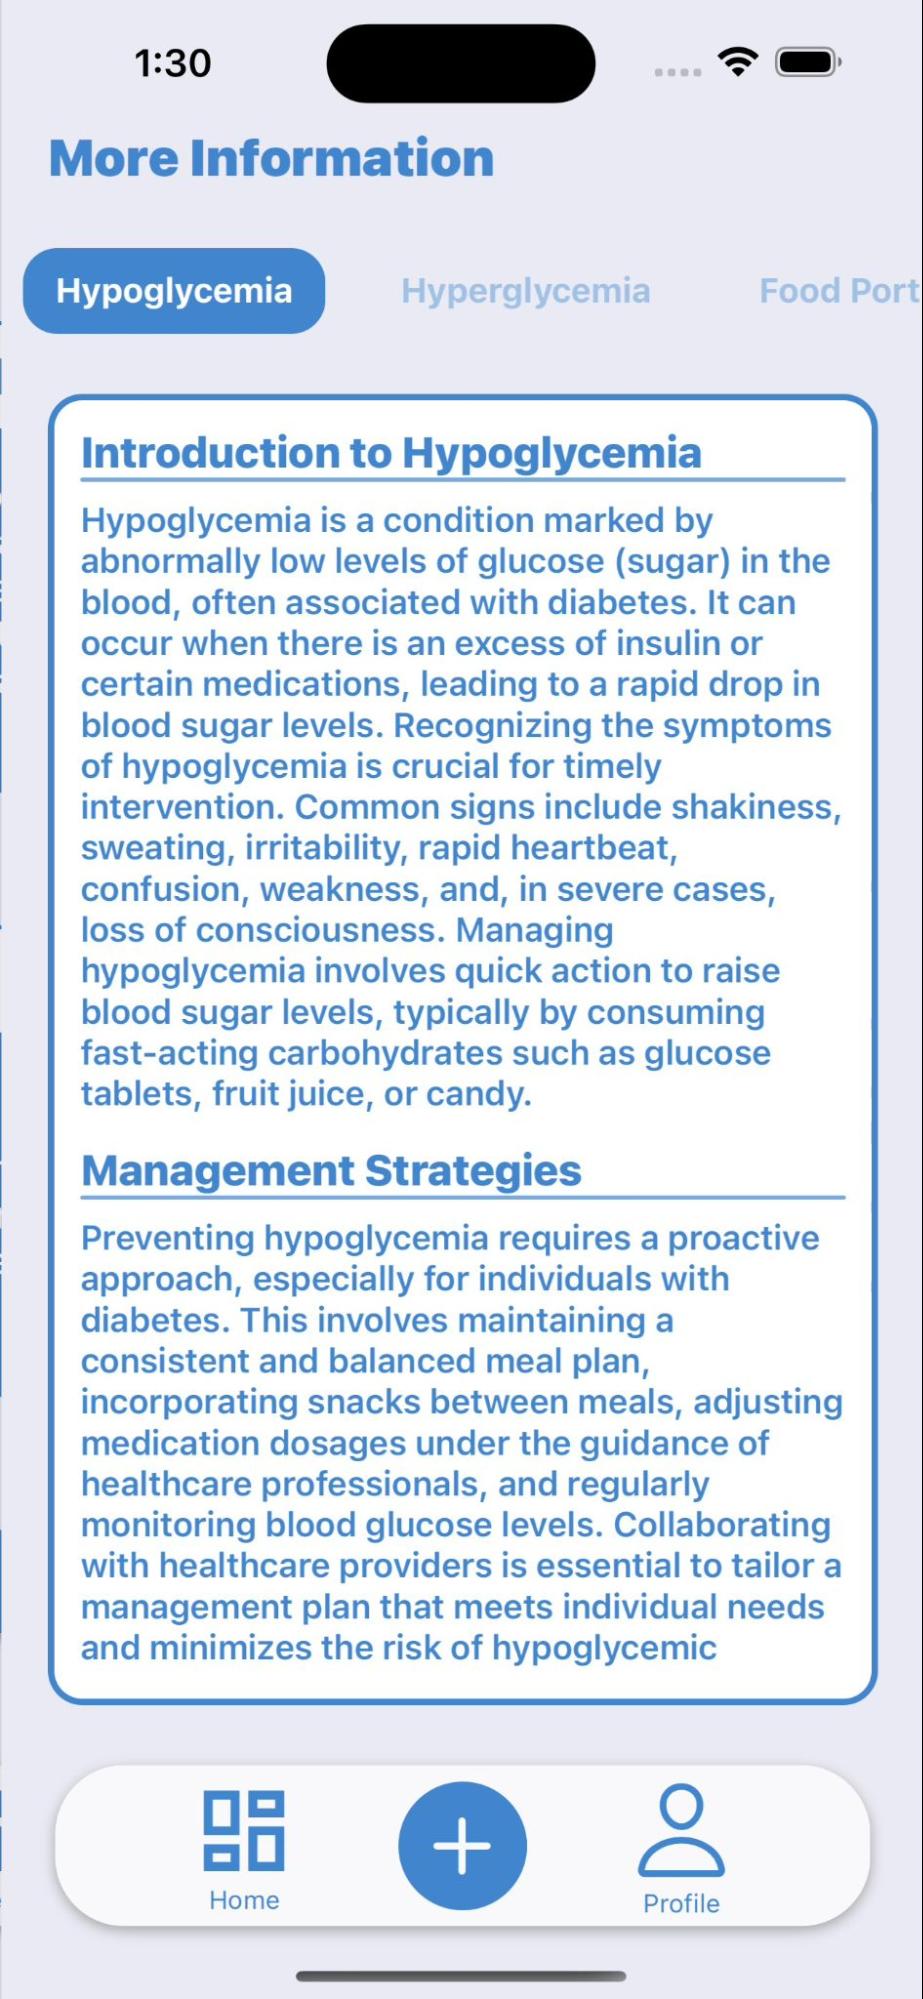 1:30
More Information
Hypoglycemia
Hyperglycemia
Food Port
Introduction to Hypoglycemia
Hypoglycemia is a condition marked by
abnormally low levels of glucose (sugar) in the
blood, often associated with diabetes. It can
occur when there is an excess of insulin or
certain medications, leading to a rapid drop in
blood sugar levels. Recognizing the symptoms
of hypoglycemia is crucial for timely
intervention. Common signs include shakiness,
sweating, irritability, rapid heartbeat,
confusion, weakness, and, in severe cases,
loss of consciousness. Managing
hypoglycemia involves quick action to raise
blood sugar levels, typically by consuming
fast-acting carbohydrates such as glucose
tablets, fruit juice, or candy.
Management Strategies
Preventing hypoglycemia requires a proactive
approach, especially for individuals with
diabetes. This involves maintaining a
consistent and balanced meal plan,
incorporating snacks between meals, adjusting
medication dosages under the guidance of
healthcare professionals, and regularly
monitoring blood glucose levels. Collaborating
with healthcare providers is essential to tailor a
management plan that meets individual needs
and minimizes the risk of hypoglycemic
Home
Profile